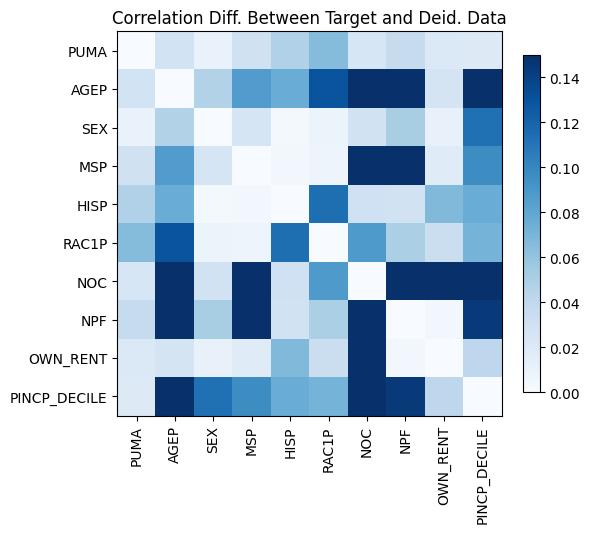 Correlation Diff. Between Target and Deid. Data
PUMA
AGEP
SEX
MSP
HISP
RAC1P
NOC
NPF
OWN_RENT
PINCP_DECILE
PUMA
AGEP
SEX
MSP
HISP
RAC1P
NOC
NPF
OWN_RENT
PINCP_DECILE
0.14
0.12
0.10
0.08
0.06
0.04
0.02
0.00